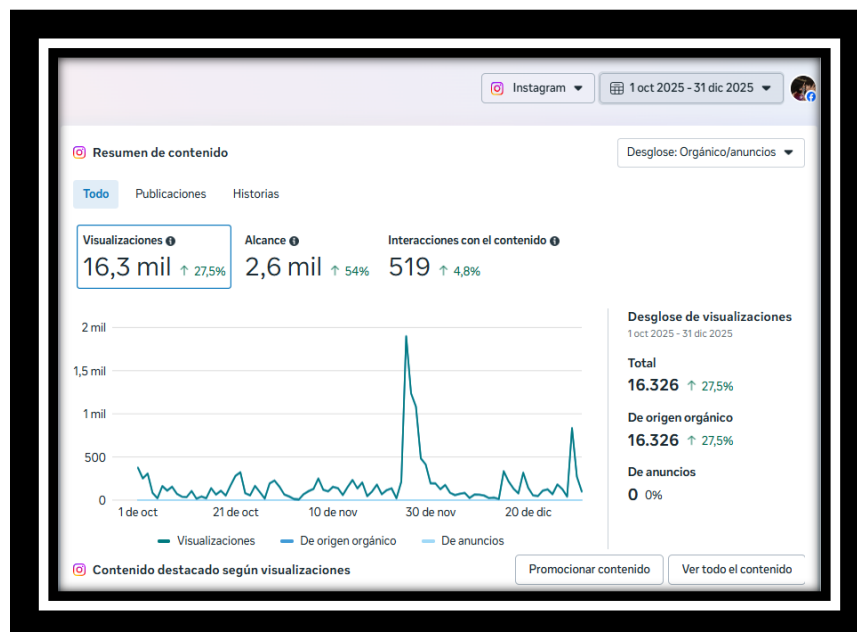 Instagram
1 oct 2025 - 31 dic 2025
Resumen de contenido
Desglose: Orgánico/anuncios
Todo Publicaciones Historias
Visualizaciones Alcance Interacciones con el contenido
16,3 mil ↑ 27,5% 2,6 mil ↑ 54% 519 ↑ 4,8%
Desglose de visualizaciones
1 oct 2025 - 31 dic 2025
Total
16.326 ↑ 27,5%
De origen orgánico
16.326 ↑ 27,5%
De anuncios
0 0%
2 mil
1,5 mil
1 mil
500
0
1 de oct 21 de oct 10 de nov 30 de nov 20 de dic
Visualizaciones De origen orgánico De anuncios
Contenido destacado según visualizaciones
Promocionar contenido Ver todo el contenido